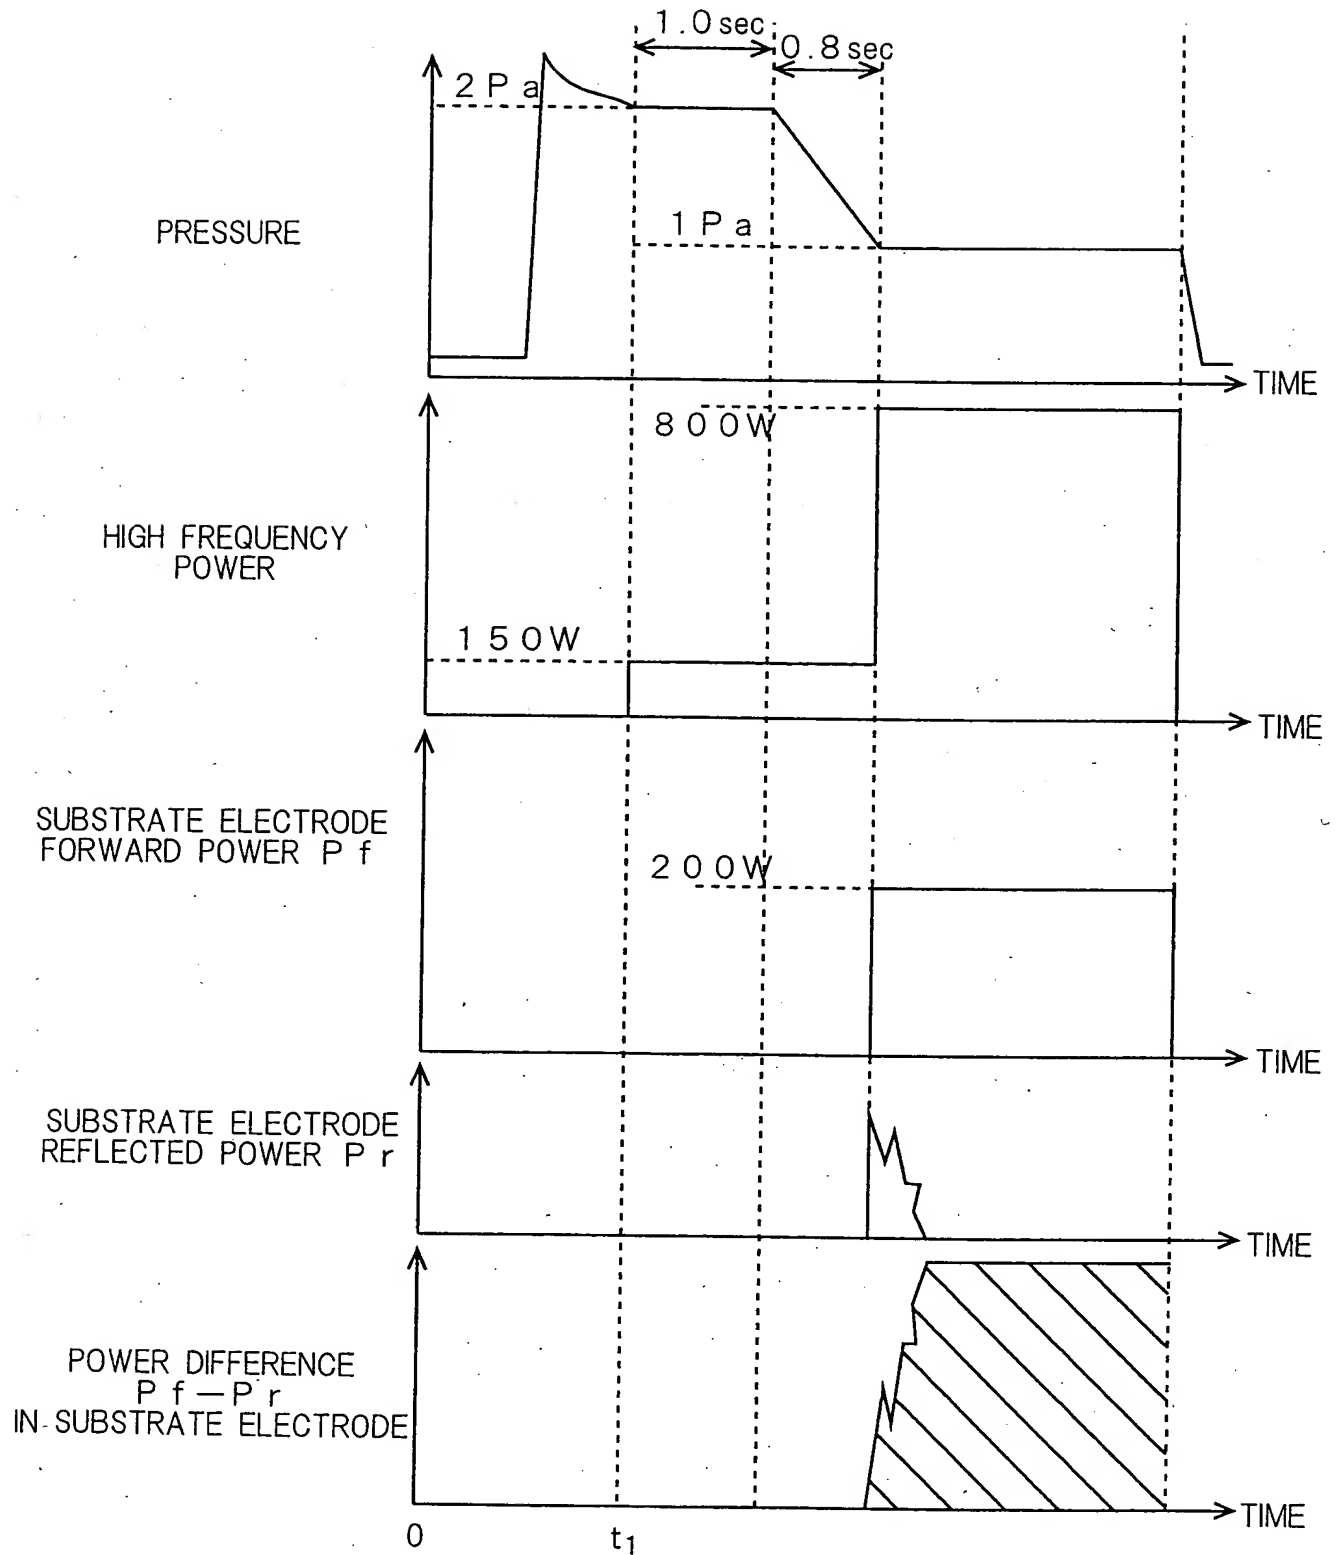 1.0 sec
0.8 sec
2 Pa
PRESSURE
1 Pa
TIME
800W
HIGH FREQUENCY
POWER
150W
TIME
SUBSTRATE ELECTRODE
FORWARD POWER Pf
200W
TIME
SUBSTRATE ELECTRODE
REFLECTED POWER Pr
TIME
POWER DIFFERENCE
Pf-Pr
IN SUBSTRATE ELECTRODE
TIME
0
t1